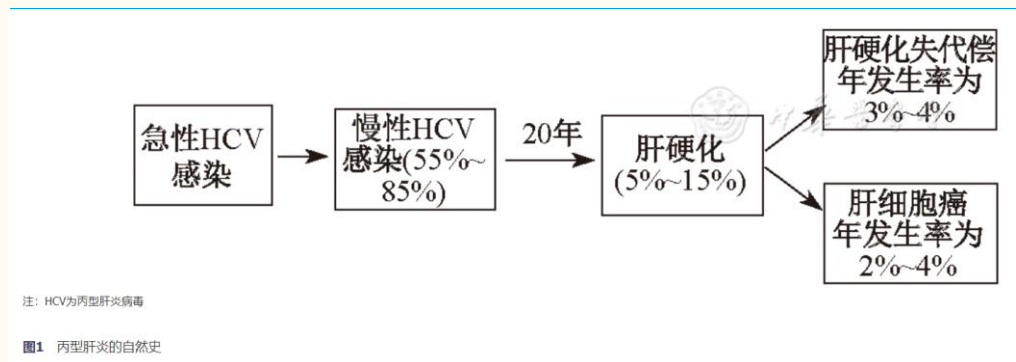 急性HCV
感染
慢性HCV
感染(55%~
85%)
20年
肝硬化
(5%~15%)
肝硬化失代偿
年发生率为
3%~4%
肝细胞癌
年发生率为
2%~4%
注：HCV为丙型肝炎病毒
图1 丙型肝炎的自然史